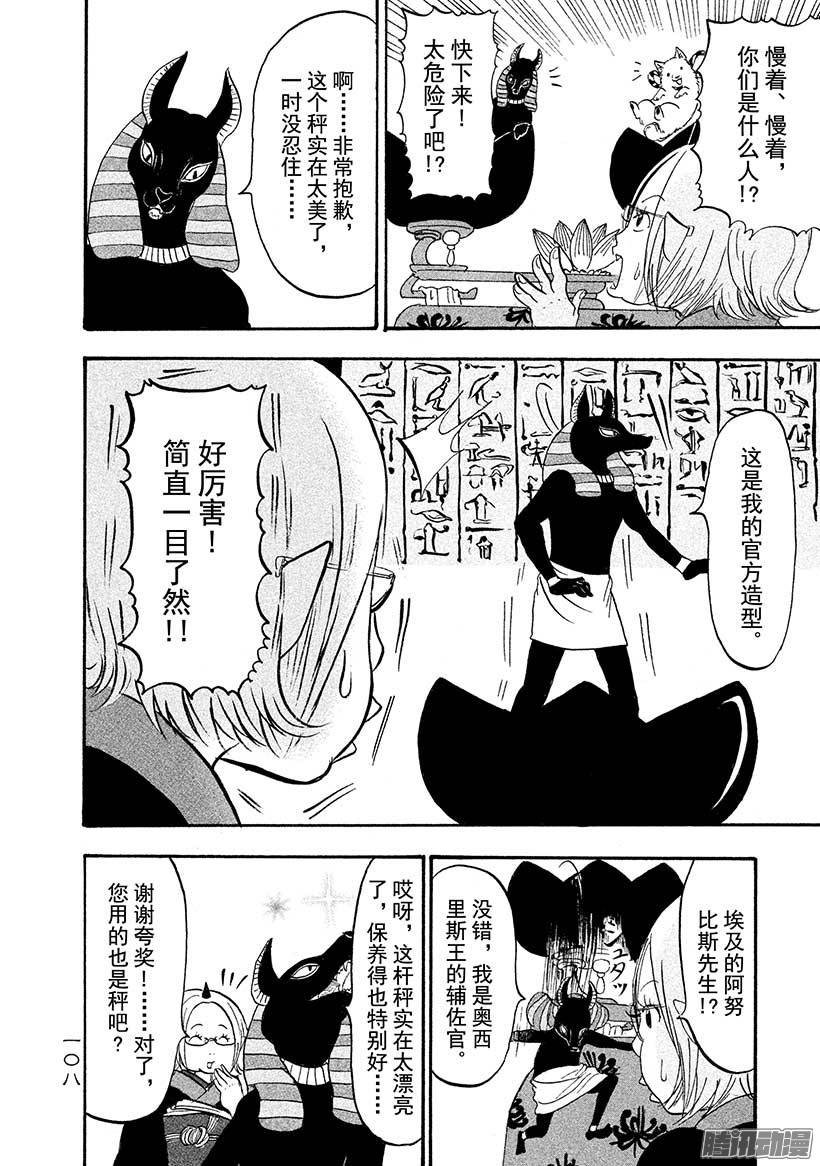 慢着、慢着，
你们是什么人!?
快下来！
太危险了吧!?
啊……非常抱歉，
这个秤实在太美了，
一时没忍住……
这是我的官方造型。
好厉害！
简直一目了然!!
埃及的阿努
比斯先生!?
没错，我是奥西
里斯王的辅佐官。
ユタッ
哎呀，这杆秤实在太漂亮
了，保养得也特别好……
谢谢夸奖！……对了，
您用的也是秤吧？
一〇八
腾讯动漫